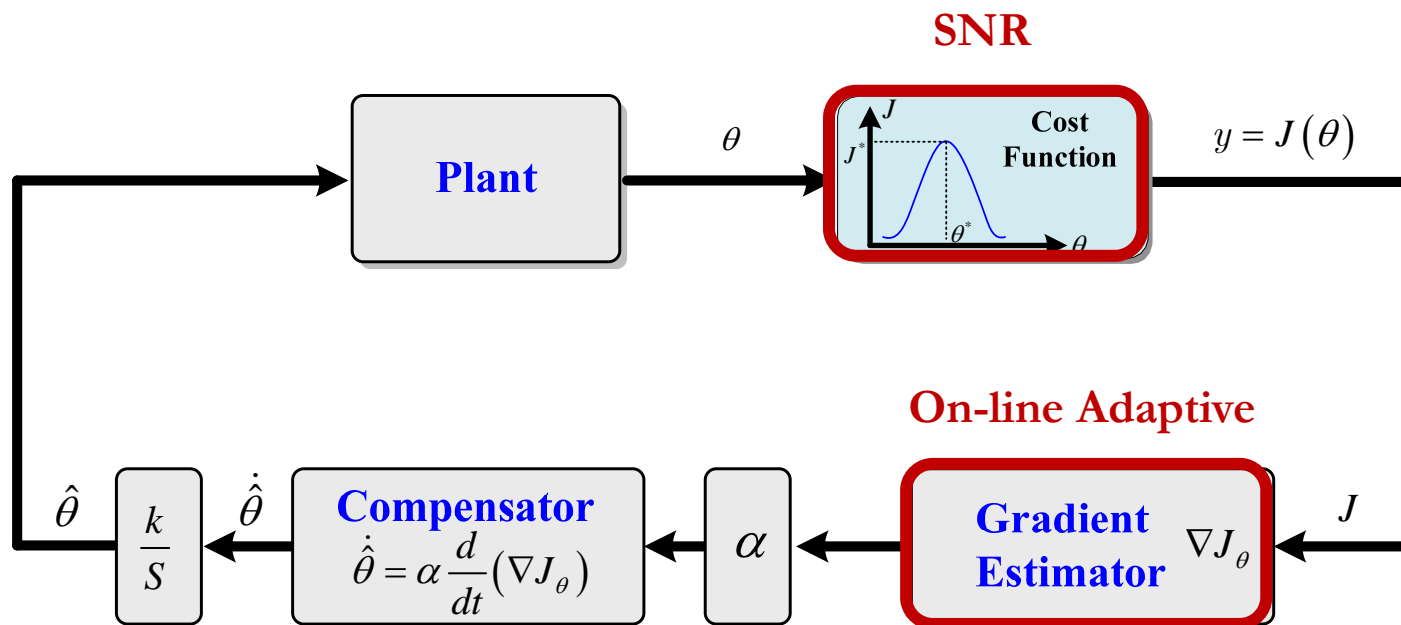 SNR
Plant
θ
J
J*
Cost
Function
θ*
θ
y = J(θ)
On-line Adaptive
θ̂
k/S
θ̂̇
Compensator
θ̂̇ = α d/dt (∇J_θ)
α
Gradient
Estimator
∇J_θ
J